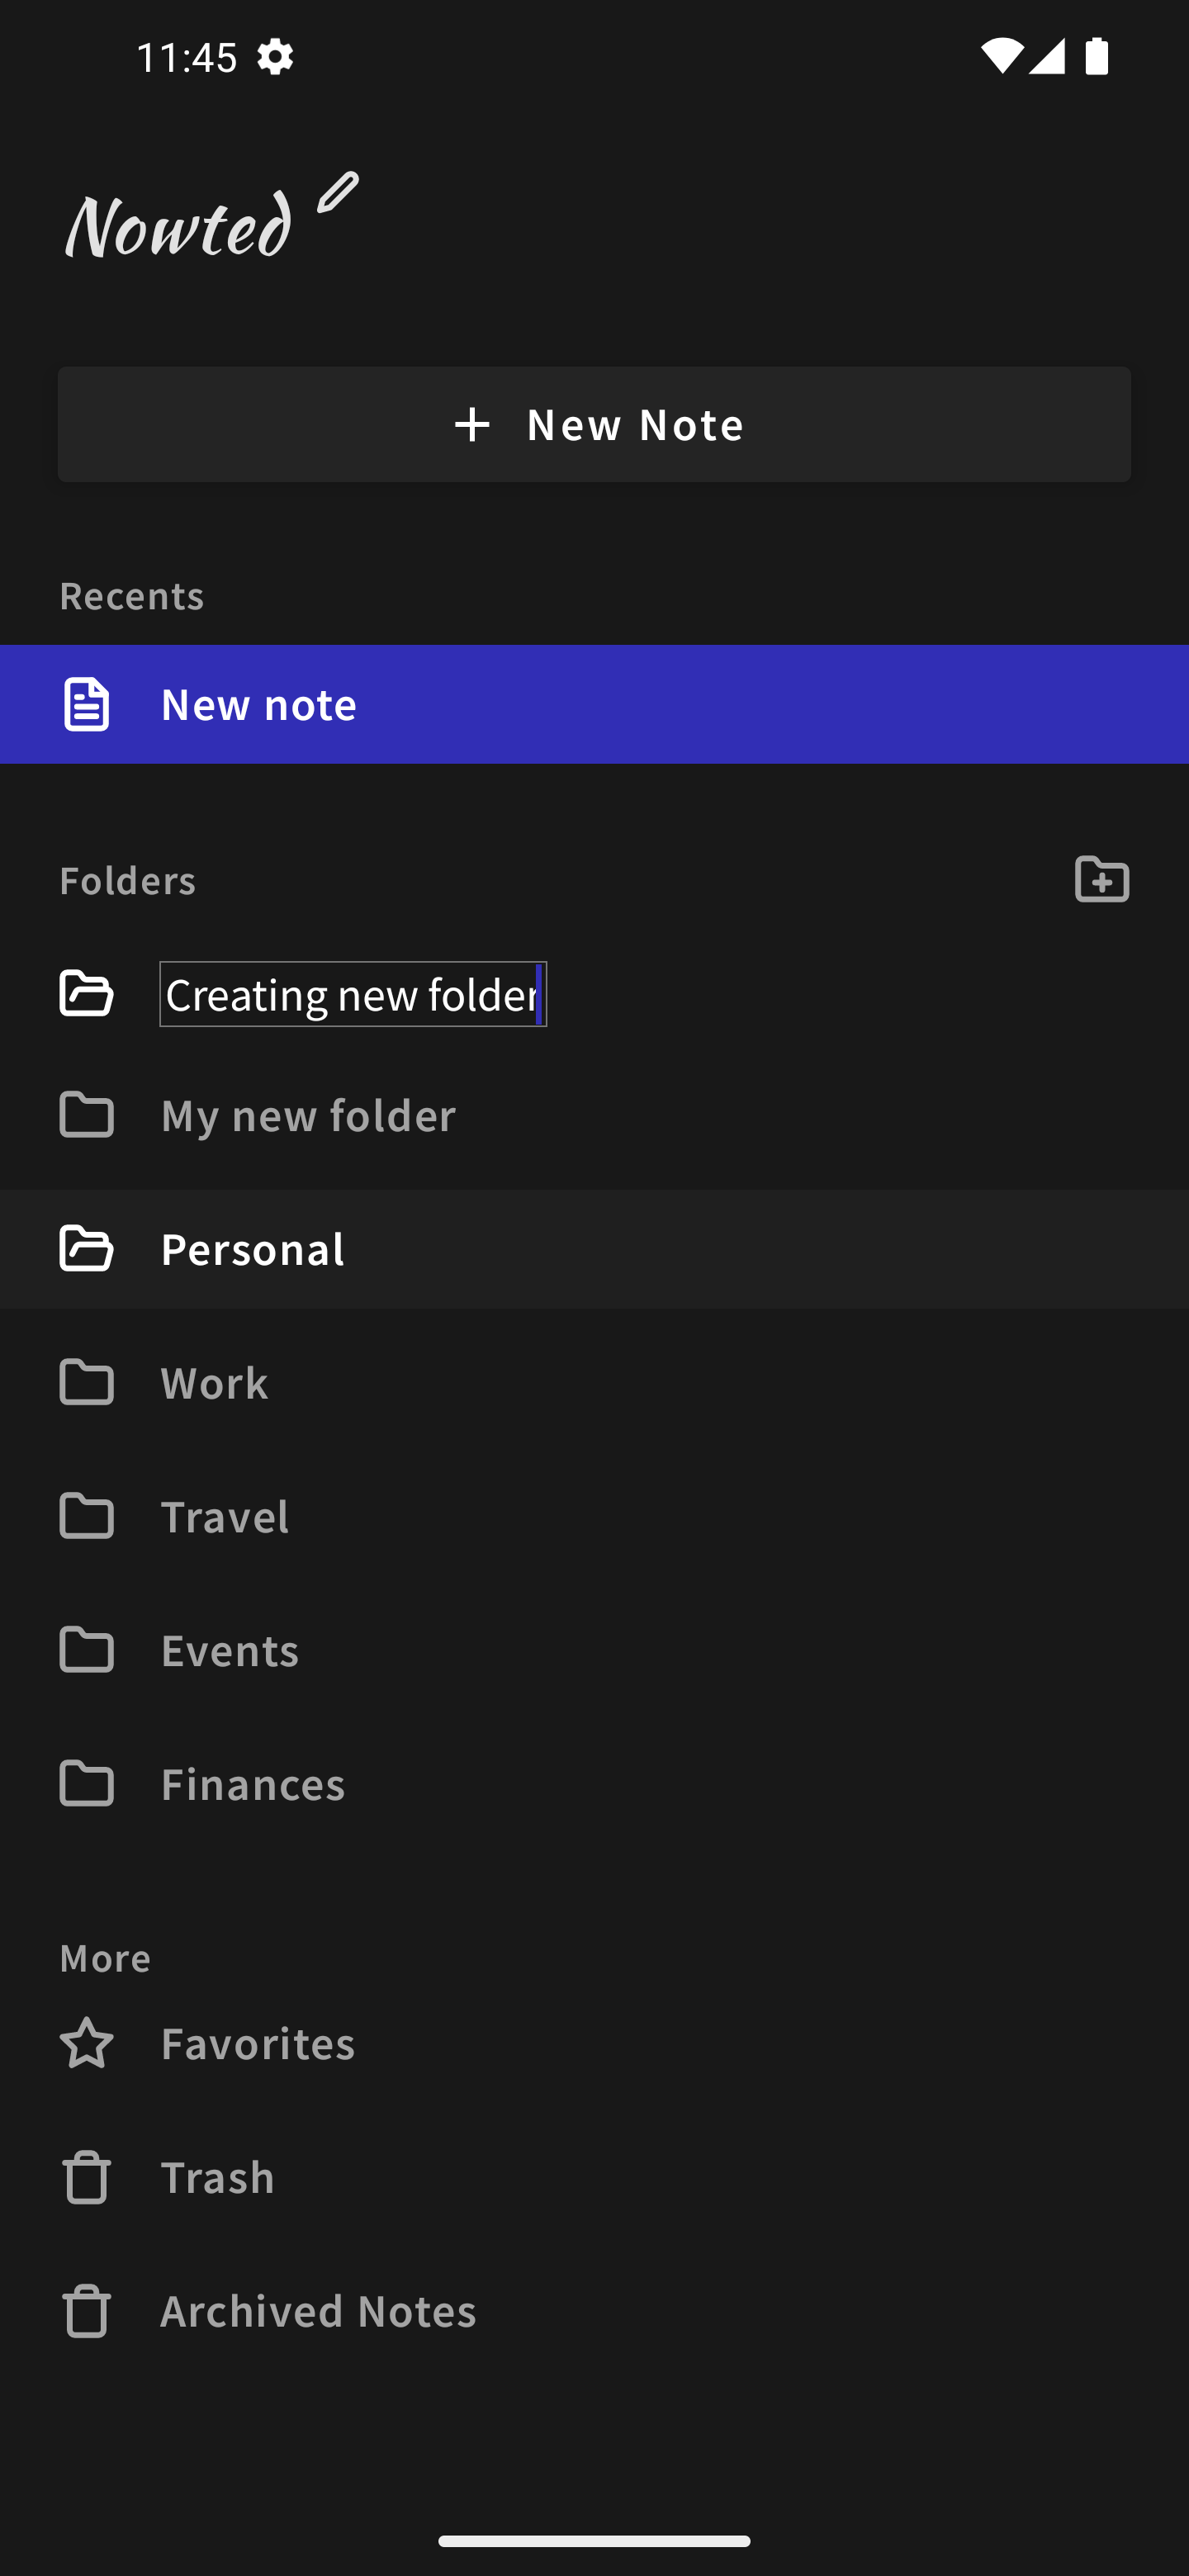 11:45
Nowted
New Note
Recents
New note
Folders
Creating new folder
My new folder
Personal
Work
Travel
Events
Finances
More
Favorites
Trash
Archived Notes